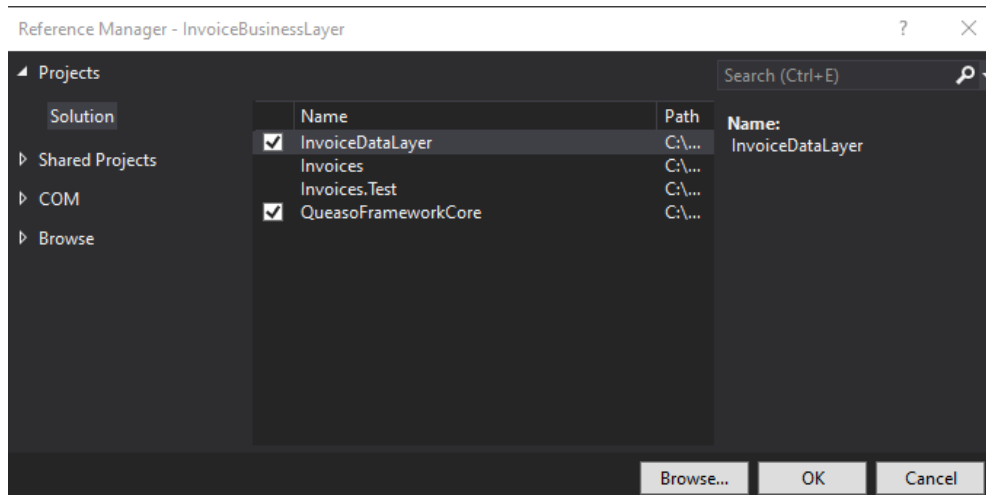 Reference Manager - InvoiceBusinessLayer ? ×
Projects
Solution
Shared Projects
COM
Browse
Name Path
InvoiceDataLayer C:\...
Invoices C:\...
Invoices.Test C:\...
QueasoFrameworkCore C:\...
Search (Ctrl+E)
Name:
InvoiceDataLayer
Browse... OK Cancel